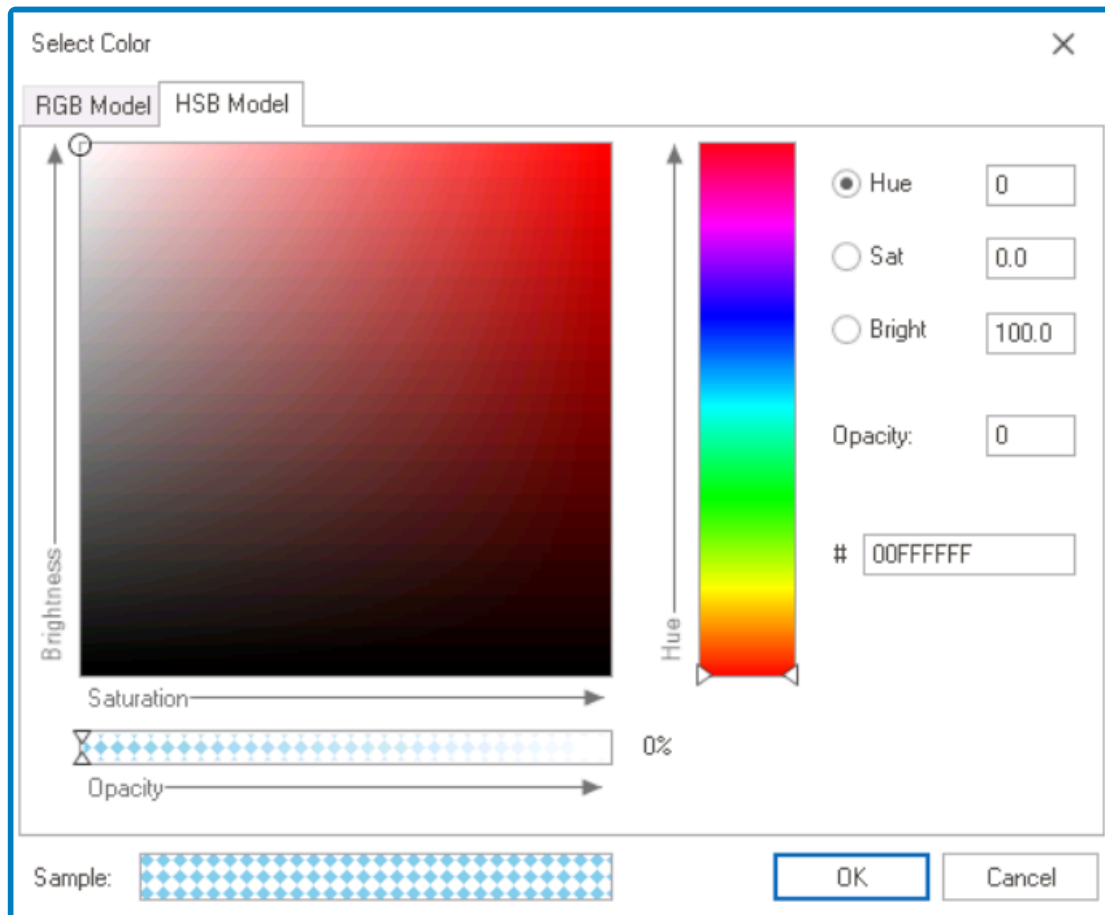 Select Color
RGB Model
HSB Model
Brightness
Saturation
Hue
Hue
0
Sat
0.0
Bright
100.0
Opacity:
0
#
00FFFFFF
0%
Opacity
Sample:
OK
Cancel